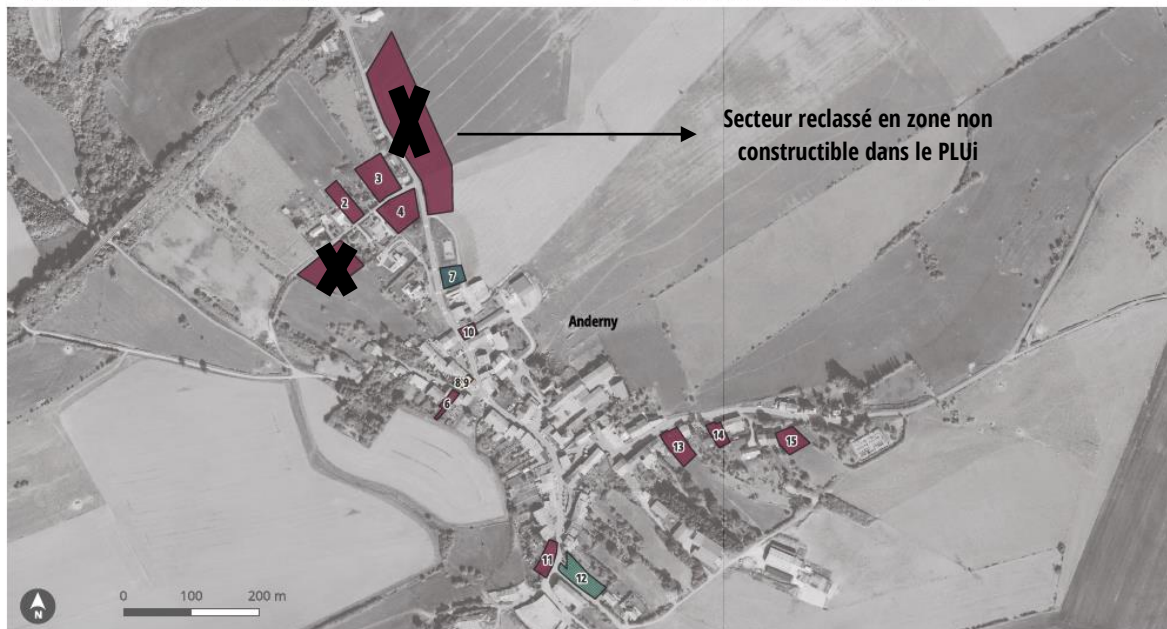 Secteur reclassé en zone non
constructible dans le PLUi
3
2
4
7
10
Anderny
8 9
6
13
14
15
11
12
N
0 100 200 m